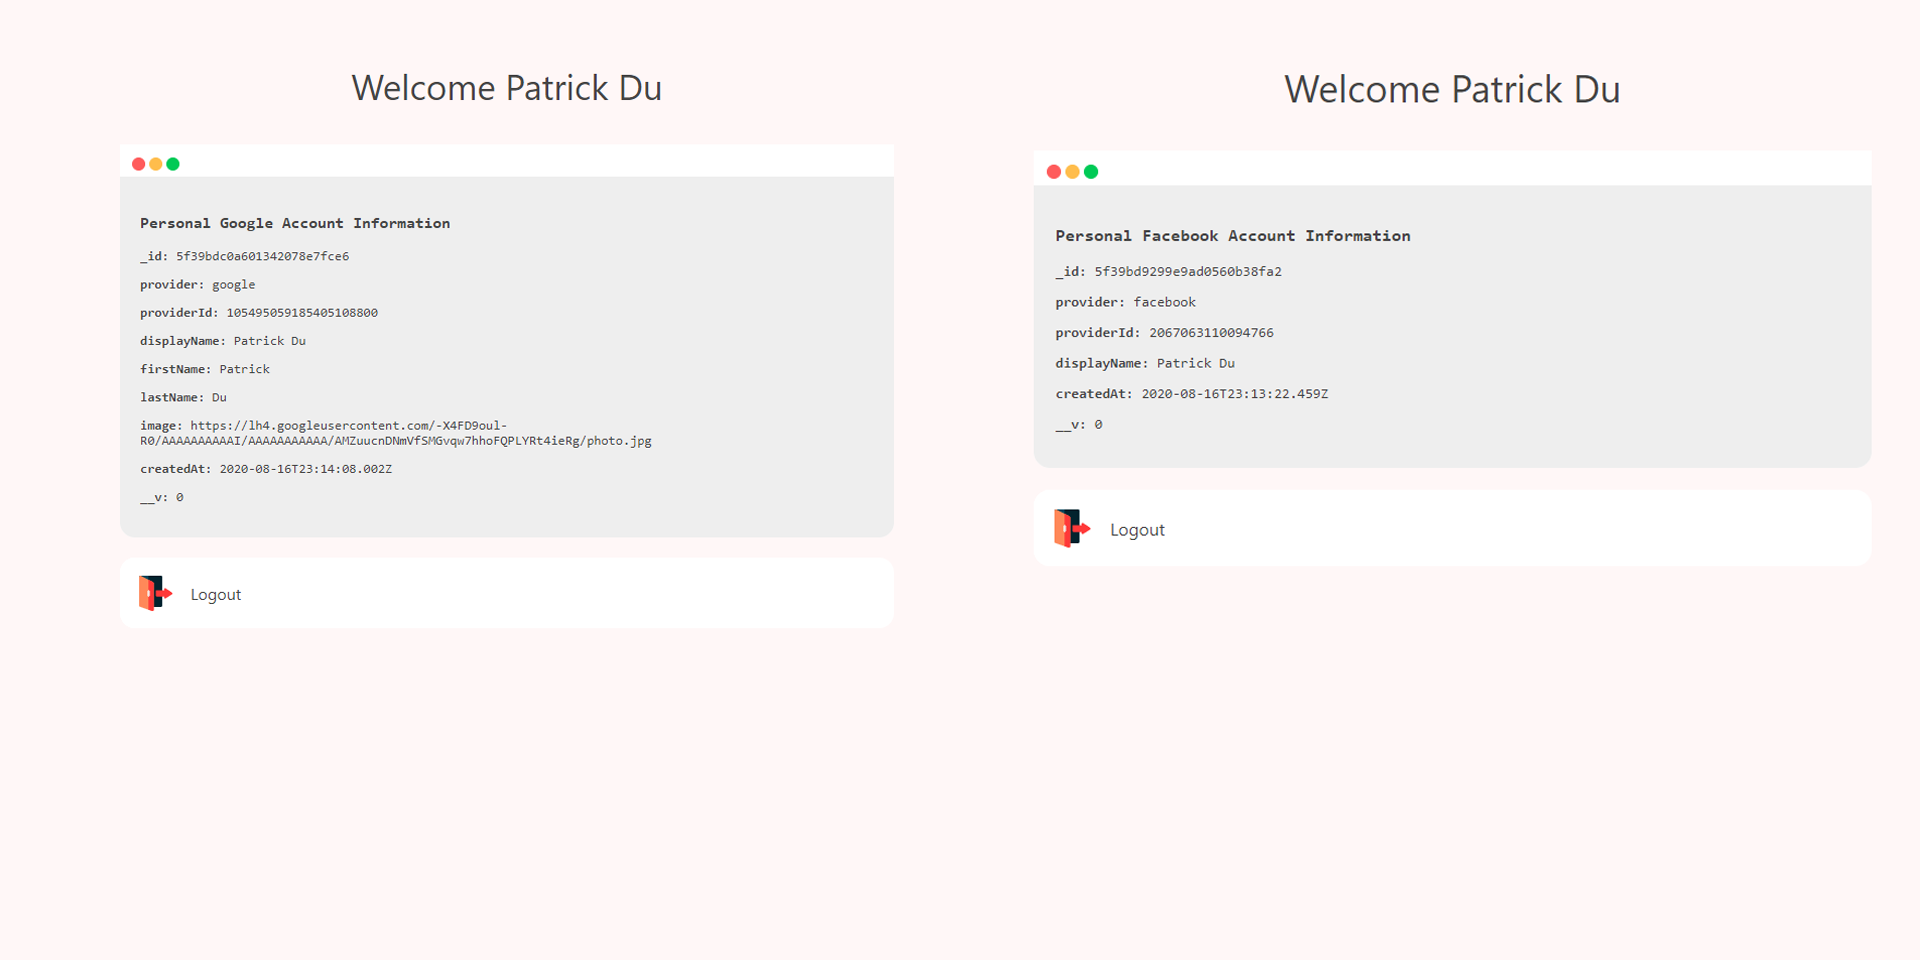 Welcome Patrick Du
Personal Google Account Information
_id: 5f39bdc0a601342078e7fce6
provider: google
providerId: 105495059185405108800
displayName: Patrick Du
firstName: Patrick
lastName: Du
image: https://lh4.googleusercontent.com/-X4FD9oul-
R0/AAAAAAAAAAI/AAAAAAAAAAA/AMZuucnDNmVfSMGvqw7hhoFQPLYRt4ieRg/photo.jpg
createdAt: 2020-08-16T23:14:08.002Z
__v: 0
Logout
Welcome Patrick Du
Personal Facebook Account Information
_id: 5f39bd9299e9ad0560b38fa2
provider: facebook
providerId: 2067063110094766
displayName: Patrick Du
createdAt: 2020-08-16T23:13:22.459Z
__v: 0
Logout